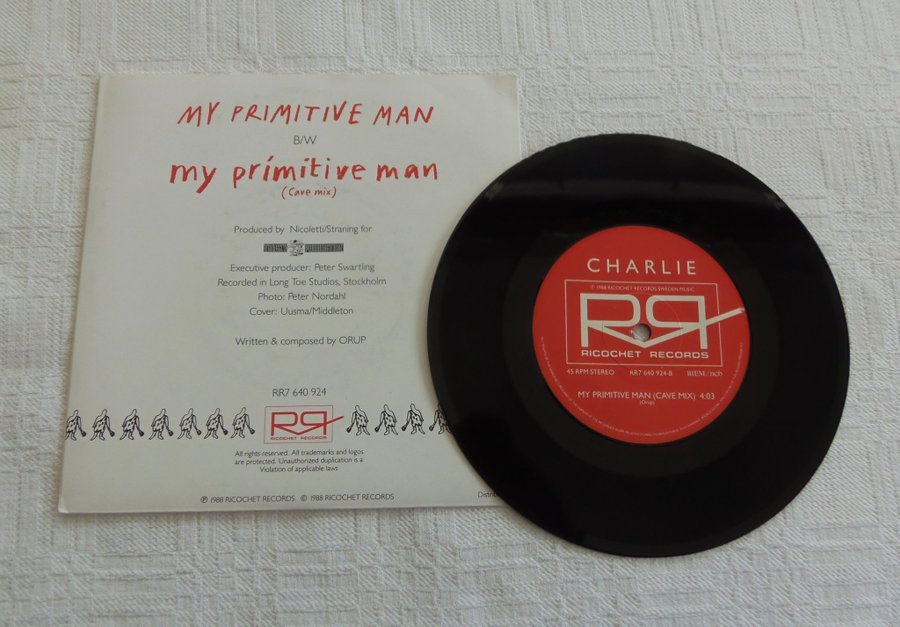 MY PRIMITIVE MAN
B/W
my primitive man
(Cave mix)
Produced by Nicoletti/Straning for
Executive producer: Peter Swartling
Recorded in Long Toe Studios, Stockholm
Photo: Peter Nordahl
Cover: Uusma/Middleton
Written & composed by ORUP
RR7 640 924
RR
RICOCHET RECORDS
All rights reserved. All trademarks and logos
are protected. Unauthorized duplication is a
Violation of applicable laws
℗ 1988 RICOCHET RECORDS © 1988 RICOCHET RECORDS
CHARLIE
℗ 1988 RICOCHET RECORDS SWEDEN MUSIC
RR
RICOCHET RECORDS
45 RPM STEREO RR7 640 924-B BIEM/ncb
MY PRIMITIVE MAN (CAVE MIX) 4:03
(Orup)